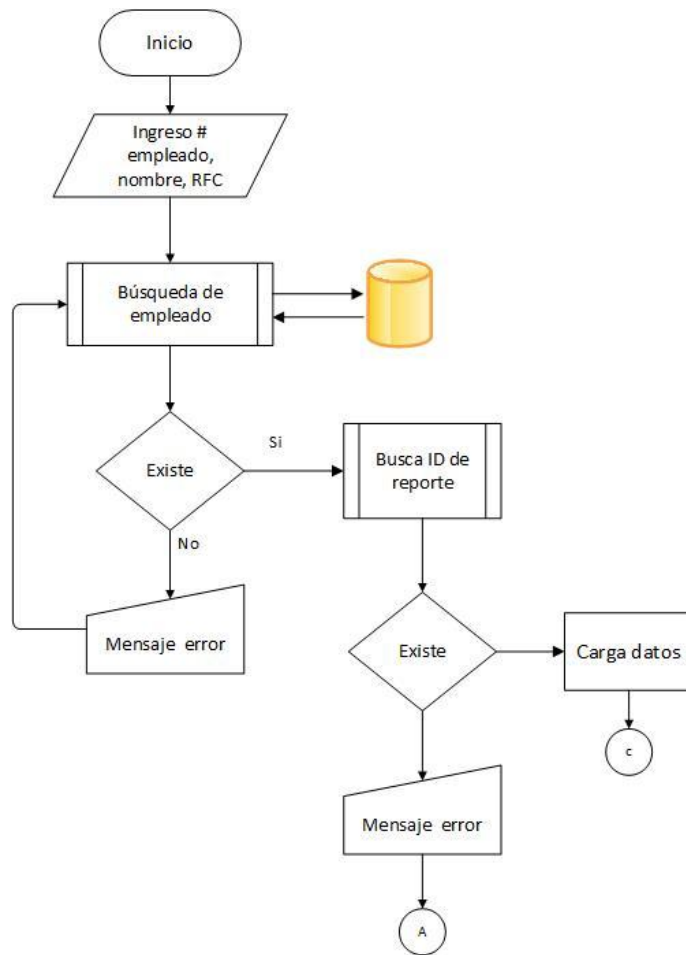 Inicio
Ingreso #
empleado,
nombre, RFC
Búsqueda de
empleado
Existe
Si
Busca ID de
reporte
No
Mensaje error
Existe
Carga datos
c
Mensaje error
A